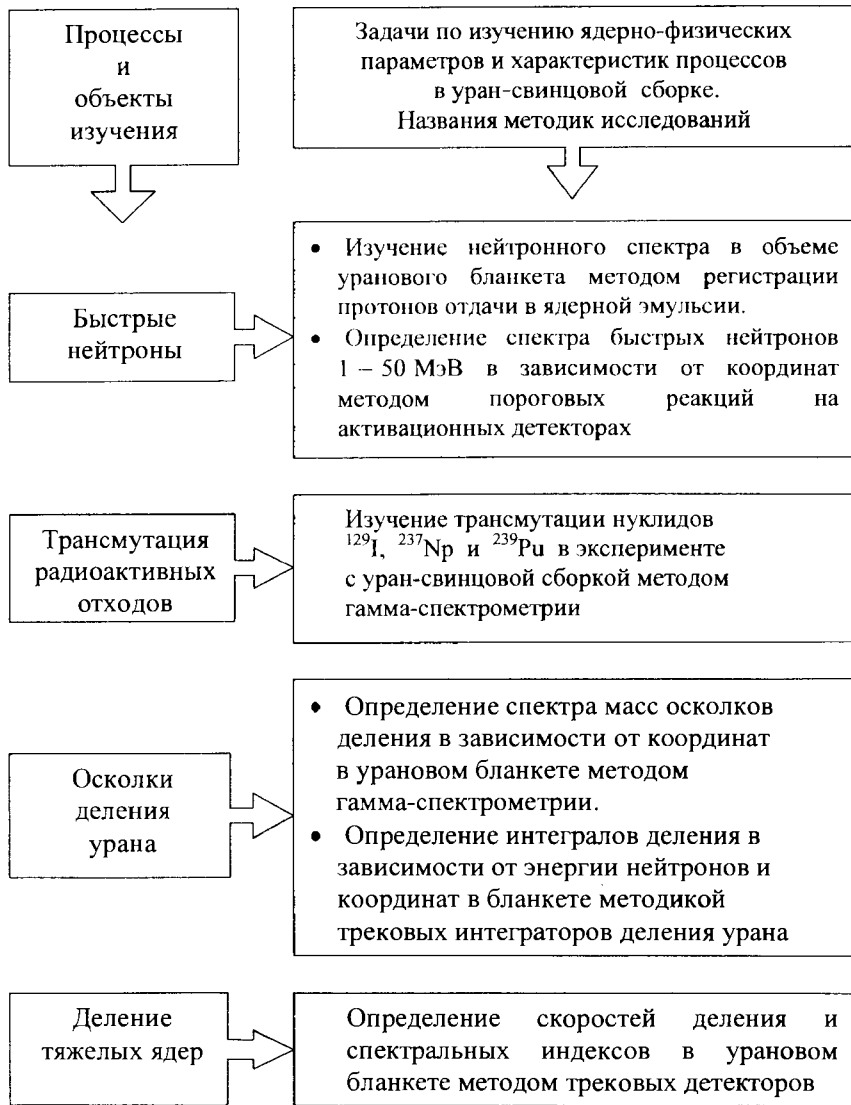 Процессы
и
объекты
изучения
Задачи по изучению ядерно-физических
параметров и характеристик процессов
в уран-свинцовой сборке.
Названия методик исследований
Быстрые
нейтроны
• Изучение нейтронного спектра в объеме
уранового бланкета методом регистрации
протонов отдачи в ядерной эмульсии.
• Определение спектра быстрых нейтронов
1 – 50 МэВ в зависимости от координат
методом пороговых реакций на
активационных детекторах
Трансмутация
радиоактивных
отходов
Изучение трансмутации нуклидов
¹²⁹I, ²³⁷Np и ²³⁹Pu в эксперименте
с уран-свинцовой сборкой методом
гамма-спектрометрии
Осколки
деления
урана
• Определение спектра масс осколков
деления в зависимости от координат
в урановом бланкете методом
гамма-спектрометрии.
• Определение интегралов деления в
зависимости от энергии нейтронов и
координат в бланкете методикой
трековых интеграторов деления урана
Деление
тяжелых ядер
Определение скоростей деления и
спектральных индексов в урановом
бланкете методом трековых детекторов